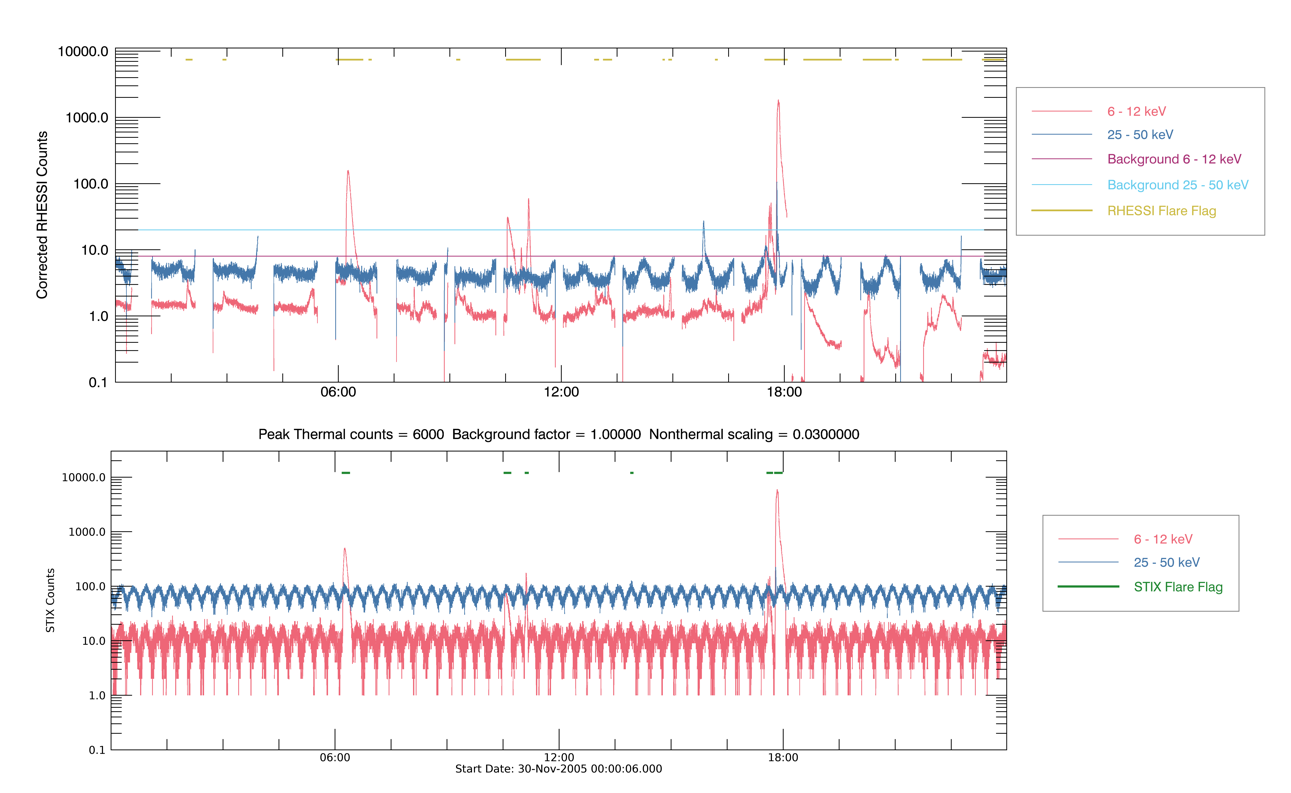 10000.0
1000.0
100.0
10.0
1.0
0.1
Corrected RHESSI Counts
06:00
12:00
18:00
6 - 12 keV
25 - 50 keV
Background 6 - 12 keV
Background 25 - 50 keV
RHESSI Flare Flag
Peak Thermal counts = 6000 Background factor = 1.00000 Nonthermal scaling = 0.0300000
10000.0
1000.0
100.0
10.0
1.0
0.1
STIX Counts
06:00
12:00
18:00
Start Date: 30-Nov-2005 00:00:06.000
6 - 12 keV
25 - 50 keV
STIX Flare Flag